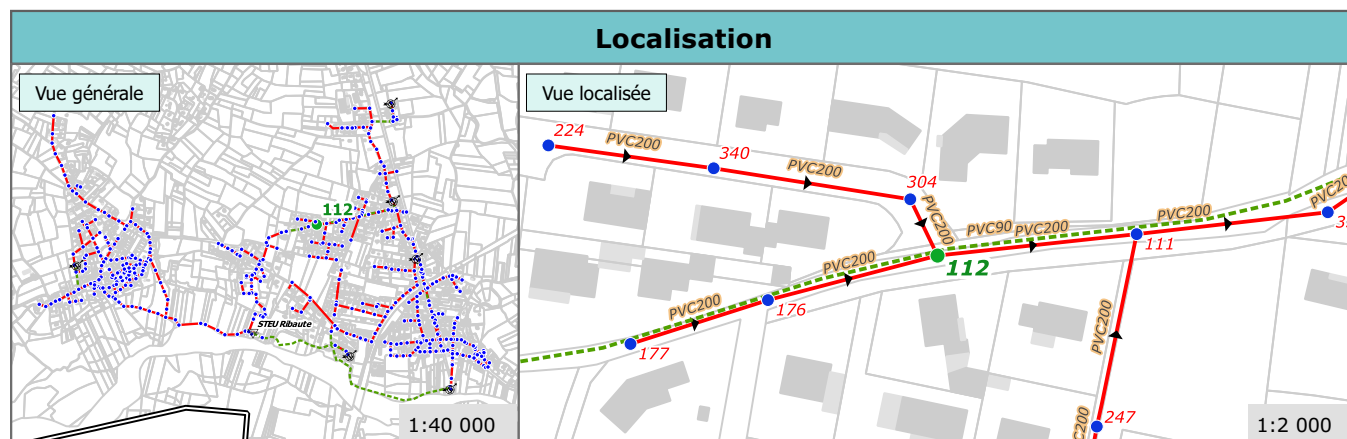 Localisation
Vue générale
112
STEU Ribaute
1:40 000
Vue localisée
224
PVC200
340
PVC200
304
PVC200
PVC90
PVC200
PVC200
PVC200
112
111
PVC200
176
PVC200
177
PVC200
247
1:2 000